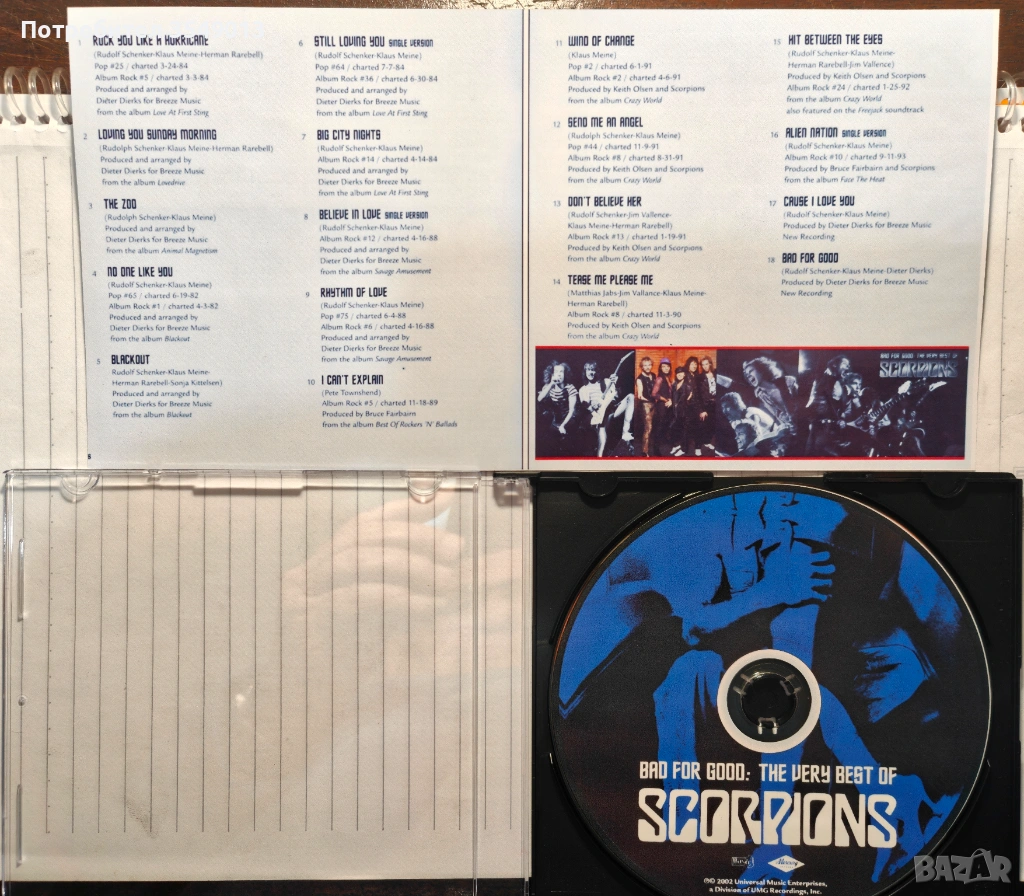 1 ROCK YOU LIKE A HURRICANE
(Rudolf Schenker-Klaus Meine-Herman Rarebell)
Pop #25 / charted 3-24-84
Album Rock #5 / charted 3-3-84
Produced and arranged by
Dieter Dierks for Breeze Music
from the album Love At First Sting
2 LOVING YOU SUNDAY MORNING
(Rudolph Schenker-Klaus Meine-Herman Rarebell)
Produced and arranged by
Dieter Dierks for Breeze Music
from the album Lovedrive
3 THE ZOO
(Rudolph Schenker-Klaus Meine)
Produced and arranged by
Dieter Dierks for Breeze Music
from the album Animal Magnetism
4 NO ONE LIKE YOU
(Rudolf Schenker-Klaus Meine)
Pop #65 / charted 6-19-82
Album Rock #1 / charted 4-3-82
Produced and arranged by
Dieter Dierks for Breeze Music
from the album Blackout
5 BLACKOUT
Rudolf Schenker-Klaus Meine-
Herman Rarebell-Sonja Kittelsen)
Produced and arranged by
Dieter Dierks for Breeze Music
from the album Blackout
6 STILL LOVING YOU SINGLE VERSION
(Rudolf Schenker-Klaus Meine)
Pop #64 / charted 7-7-84
Album Rock #36 / charted 6-30-84
Produced and arranged by
Dieter Dierks for Breeze Music
from the album Love At First Sting
7 BIG CITY NIGHTS
(Rudolf Schenker-Klaus Meine)
Album Rock #14 / charted 4-14-84
Produced and arranged by
Dieter Dierks for Breeze Music
from the album Love At First Sting
8 BELIEVE IN LOVE SINGLE VERSION
(Rudolf Schenker-Klaus Meine)
Album Rock #12 / charted 4-16-88
Produced and arranged by
Dieter Dierks for Breeze Music
from the album Savage Amusement
9 RHYTHM OF LOVE
(Rudolf Schenker-Klaus Meine)
Pop #75 / charted 6-4-88
Album Rock #6 / charted 4-16-88
Produced and arranged by
Dieter Dierks for Breeze Music
from the album Savage Amusement
10 I CAN'T EXPLAIN
(Pete Townshend)
Album Rock #5 / charted 11-18-89
Produced by Bruce Fairbairn
from the album Best Of Rockers 'N' Ballads
11 WIND OF CHANGE
(Klaus Meine)
Pop #2 / charted 6-1-91
Album Rock #2 / charted 4-6-91
Produced by Keith Olsen and Scorpions
from the album Crazy World
12 SEND ME AN ANGEL
(Rudolph Schenker-Klaus Meine)
Pop #44 / charted 11-9-91
Album Rock #8 / charted 8-31-91
Produced by Keith Olsen and Scorpions
from the album Crazy World
13 DON'T BELIEVE HER
(Rudolf Schenker-Jim Vallence-
Klaus Meine-Herman Rarebell)
Album Rock #13 / charted 1-19-91
Produced by Keith Olson and Scorpions
from the album Crazy World
14 TEASE ME PLEASE ME
(Matthias Jabs-Jim Vallance-Klaus Meine-
Herman Rarebell)
Album Rock #8 / charted 11-3-90
Produced by Keith Olsen and Scorpions
from the album Crazy World
15 HIT BETWEEN THE EYES
(Rudolf Schenker-Klaus Meine-
Herman Rarebell-Jim Vallence)
Produced by Keith Olsen and Scorpions
Album Rock #24 / charted 1-25-92
from the album Crazy World
also featured on the Freejack soundtrack
16 ALIEN NATION SINGLE VERSION
(Rudolf Schenker-Klaus Meine)
Album Rock #10 / charted 9-11-93
Produced by Bruce Fairbairn and Scorpions
from the album Face The Heat
17 CAUSE I LOVE YOU
(Rudolf Schenker-Klaus Meine)
Produced by Dieter Dierks for Breeze Music
New Recording
18 BAD FOR GOOD
(Rudolf Schenker-Klaus Meine-Dieter Dierks)
Produced by Dieter Dierks for Breeze Music
New Recording
BAD FOR GOOD: THE VERY BEST OF
SCORPIONS
BAD FOR GOOD: THE VERY BEST OF
SCORPIONS
Mercury
℗© 2002 Universal Music Enterprises,
a Division of UMG Recordings, Inc.
BAZAR